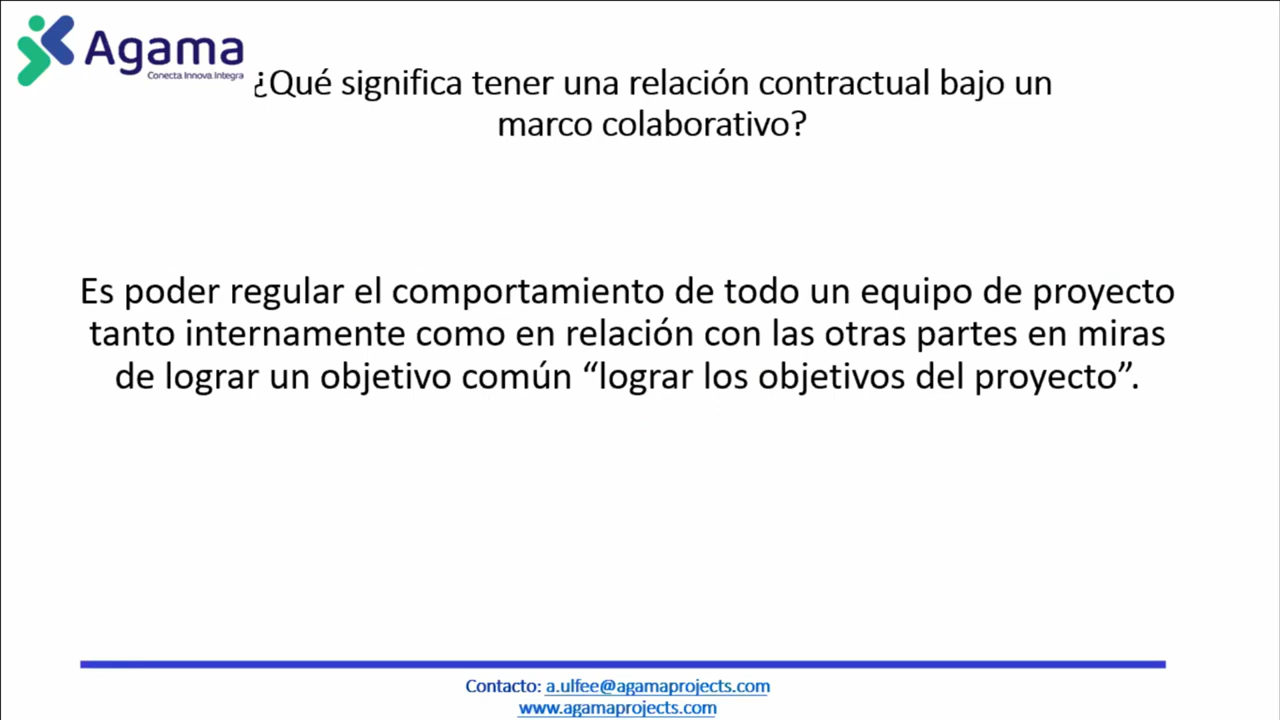 Agama
Conecta Innova Integra
¿Qué significa tener una relación contractual bajo un
marco colaborativo?
Es poder regular el comportamiento de todo un equipo de proyecto
tanto internamente como en relación con las otras partes en miras
de lograr un objetivo común “lograr los objetivos del proyecto”.
Contacto: a.ulfee@agamaprojects.com
www.agamaprojects.com